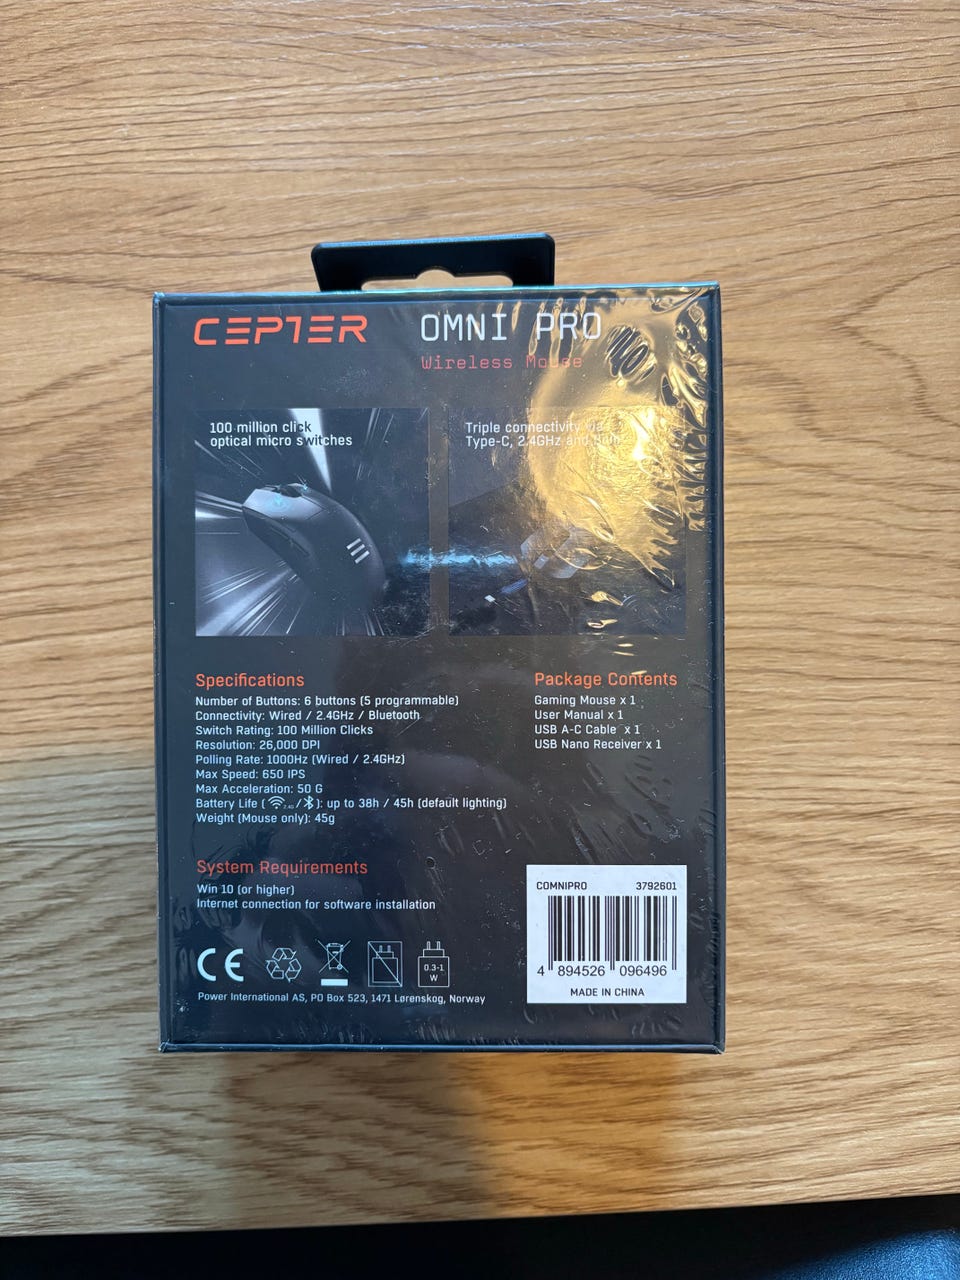 CEPTER
OMNI PRO
Wireless Mouse
100 million click
optical micro switches
Triple connectivity via
Type-C, 2.4GHz and
Specifications
Number of Buttons: 6 buttons (5 programmable)
Connectivity: Wired / 2.4GHz / Bluetooth
Switch Rating: 100 Million Clicks
Resolution: 26,000 DPI
Polling Rate: 1000Hz (Wired / 2.4GHz)
Max Speed: 650 IPS
Max Acceleration: 50 G
Battery Life ( 2.4G / ): up to 38h / 45h (default lighting)
Weight (Mouse only): 45g
Package Contents
Gaming Mouse x 1
User Manual x 1
USB A-C Cable x 1
USB Nano Receiver x 1
System Requirements
Win 10 (or higher)
Internet connection for software installation
CE
0.3-1
W
Power International AS, PO Box 523, 1471 Lørenskog, Norway
COMNIPRO 3792601
4 894526 096496
MADE IN CHINA